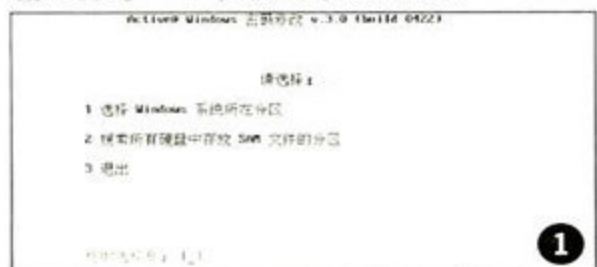 Active@ Windows 密码修改 v.3.0 (build 0422)
请选择：
1 选择 Windows 系统所在分区
2 搜索所有硬盘中存放 SAM 文件的分区
3 退出
1